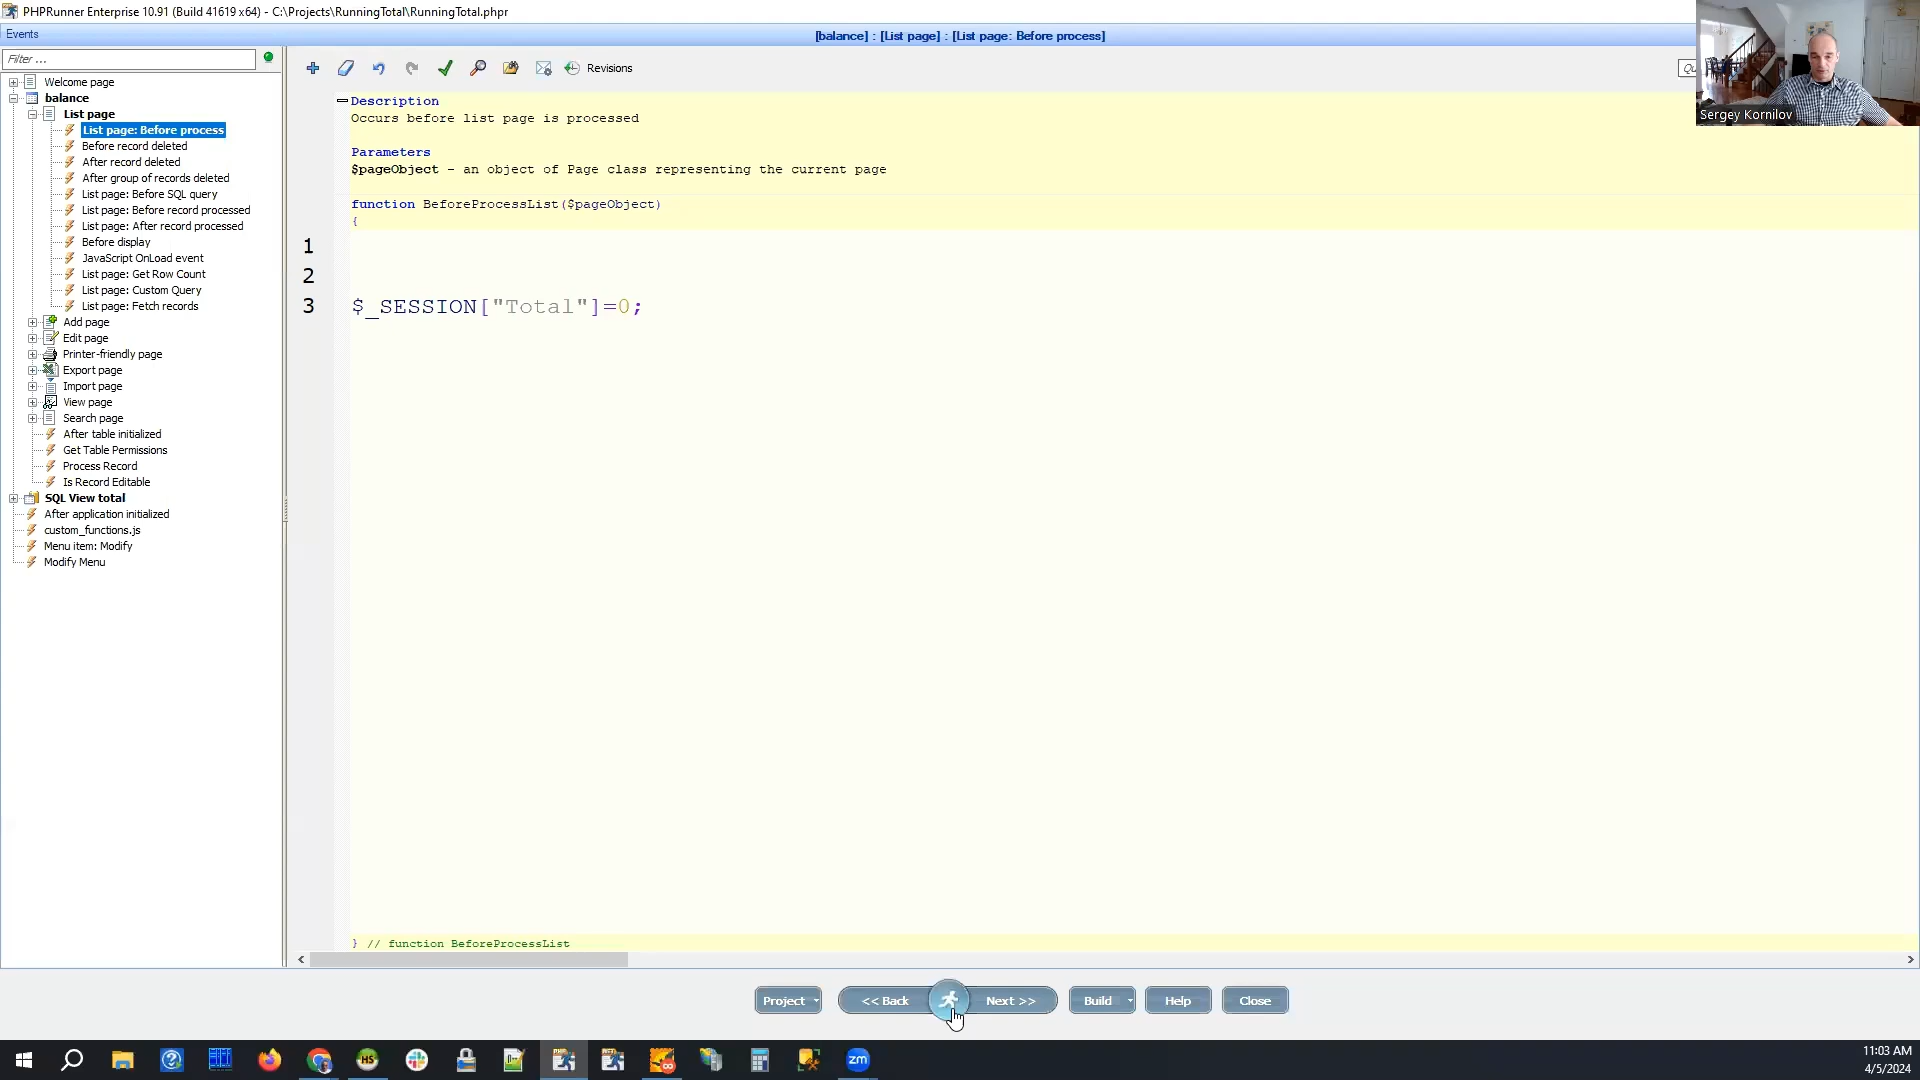 PHPRunner Enterprise 10.91 (Build 41619 x64) - C:\Projects\RunningTotal\RunningTotal.phpr
Events
[balance] : [List page] : [List page: Before process]
Filter ...
Revisions
Sergey Kornilov
Welcome page
balance
List page
List page: Before process
Before record deleted
After record deleted
After group of records deleted
List page: Before SQL query
List page: Before record processed
List page: After record processed
Before display
JavaScript OnLoad event
List page: Get Row Count
List page: Custom Query
List page: Fetch records
Add page
Edit page
Printer-friendly page
Export page
Import page
View page
Search page
After table initialized
Get Table Permissions
Process Record
Is Record Editable
SQL View total
After application initialized
custom_functions.js
Menu item: Modify
Modify Menu
Description
Occurs before list page is processed
Parameters
$pageObject - an object of Page class representing the current page
function BeforeProcessList($pageObject)
{
1
2
3 $_SESSION["Total"]=0;
} // function BeforeProcessList
Project << Back Next >> Build Help Close
HS
zm
11:03 AM
4/5/2024